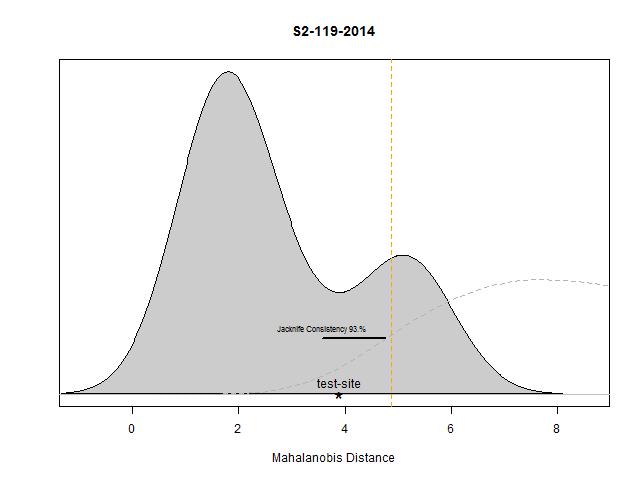 S2-119-2014
Jacknife Consistency 93.%
test-site
*
0 2 4 6 8
Mahalanobis Distance